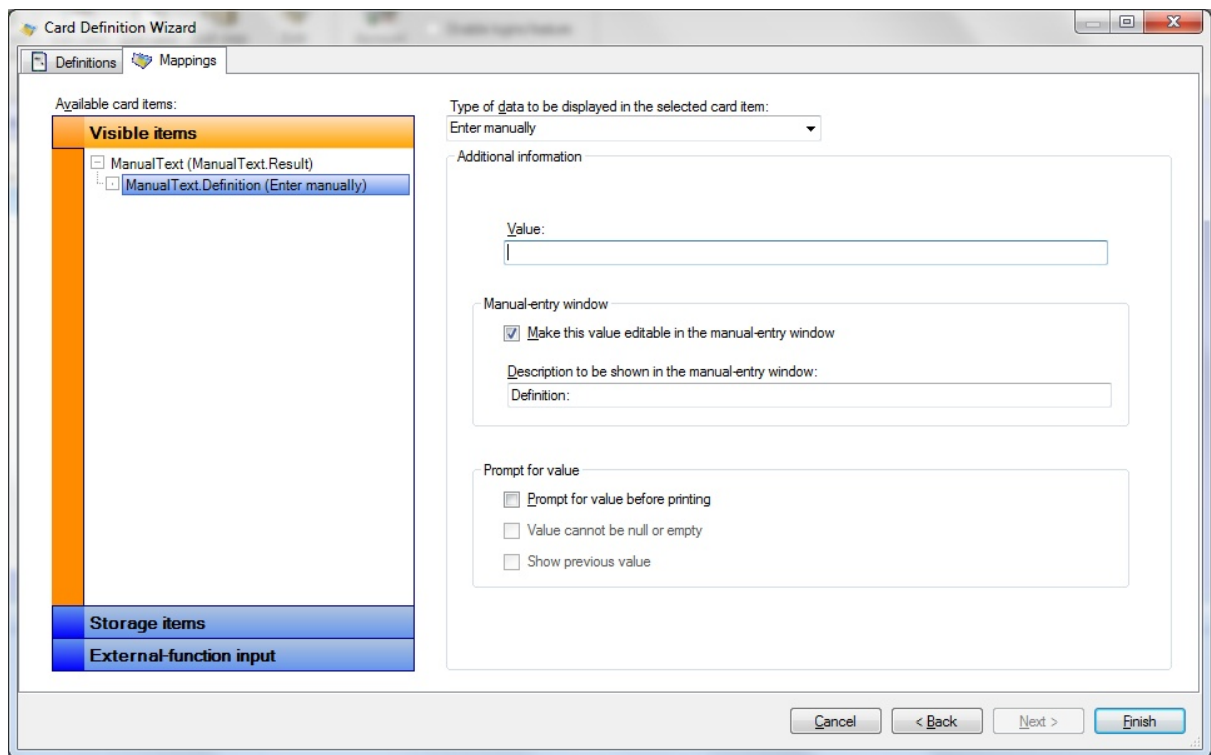 Card Definition Wizard
Definitions
Mappings
Available card items:
Visible items
ManualText (ManualText.Result)
ManualText.Definition (Enter manually)
Storage items
External-function input
Type of data to be displayed in the selected card item:
Enter manually
Additional information
Value:
Manual-entry window
Make this value editable in the manual-entry window
Description to be shown in the manual-entry window:
Definition:
Prompt for value
Prompt for value before printing
Value cannot be null or empty
Show previous value
Cancel
< Back
Next >
Finish